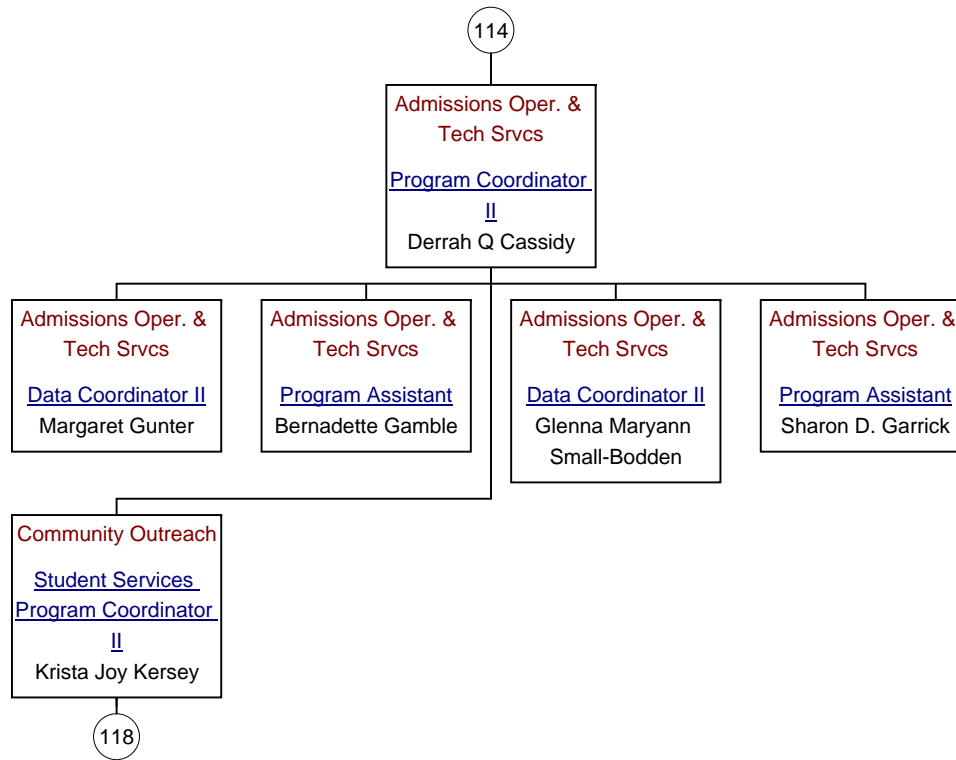 114
Admissions Oper. &
Tech Srvcs
Program Coordinator
II
Derrah Q Cassidy
Admissions Oper. &
Tech Srvcs
Data Coordinator II
Margaret Gunter
Admissions Oper. &
Tech Srvcs
Program Assistant
Bernadette Gamble
Admissions Oper. &
Tech Srvcs
Data Coordinator II
Glenna Maryann
Small-Bodden
Admissions Oper. &
Tech Srvcs
Program Assistant
Sharon D. Garrick
Community Outreach
Student Services
Program Coordinator
II
Krista Joy Kersey
118